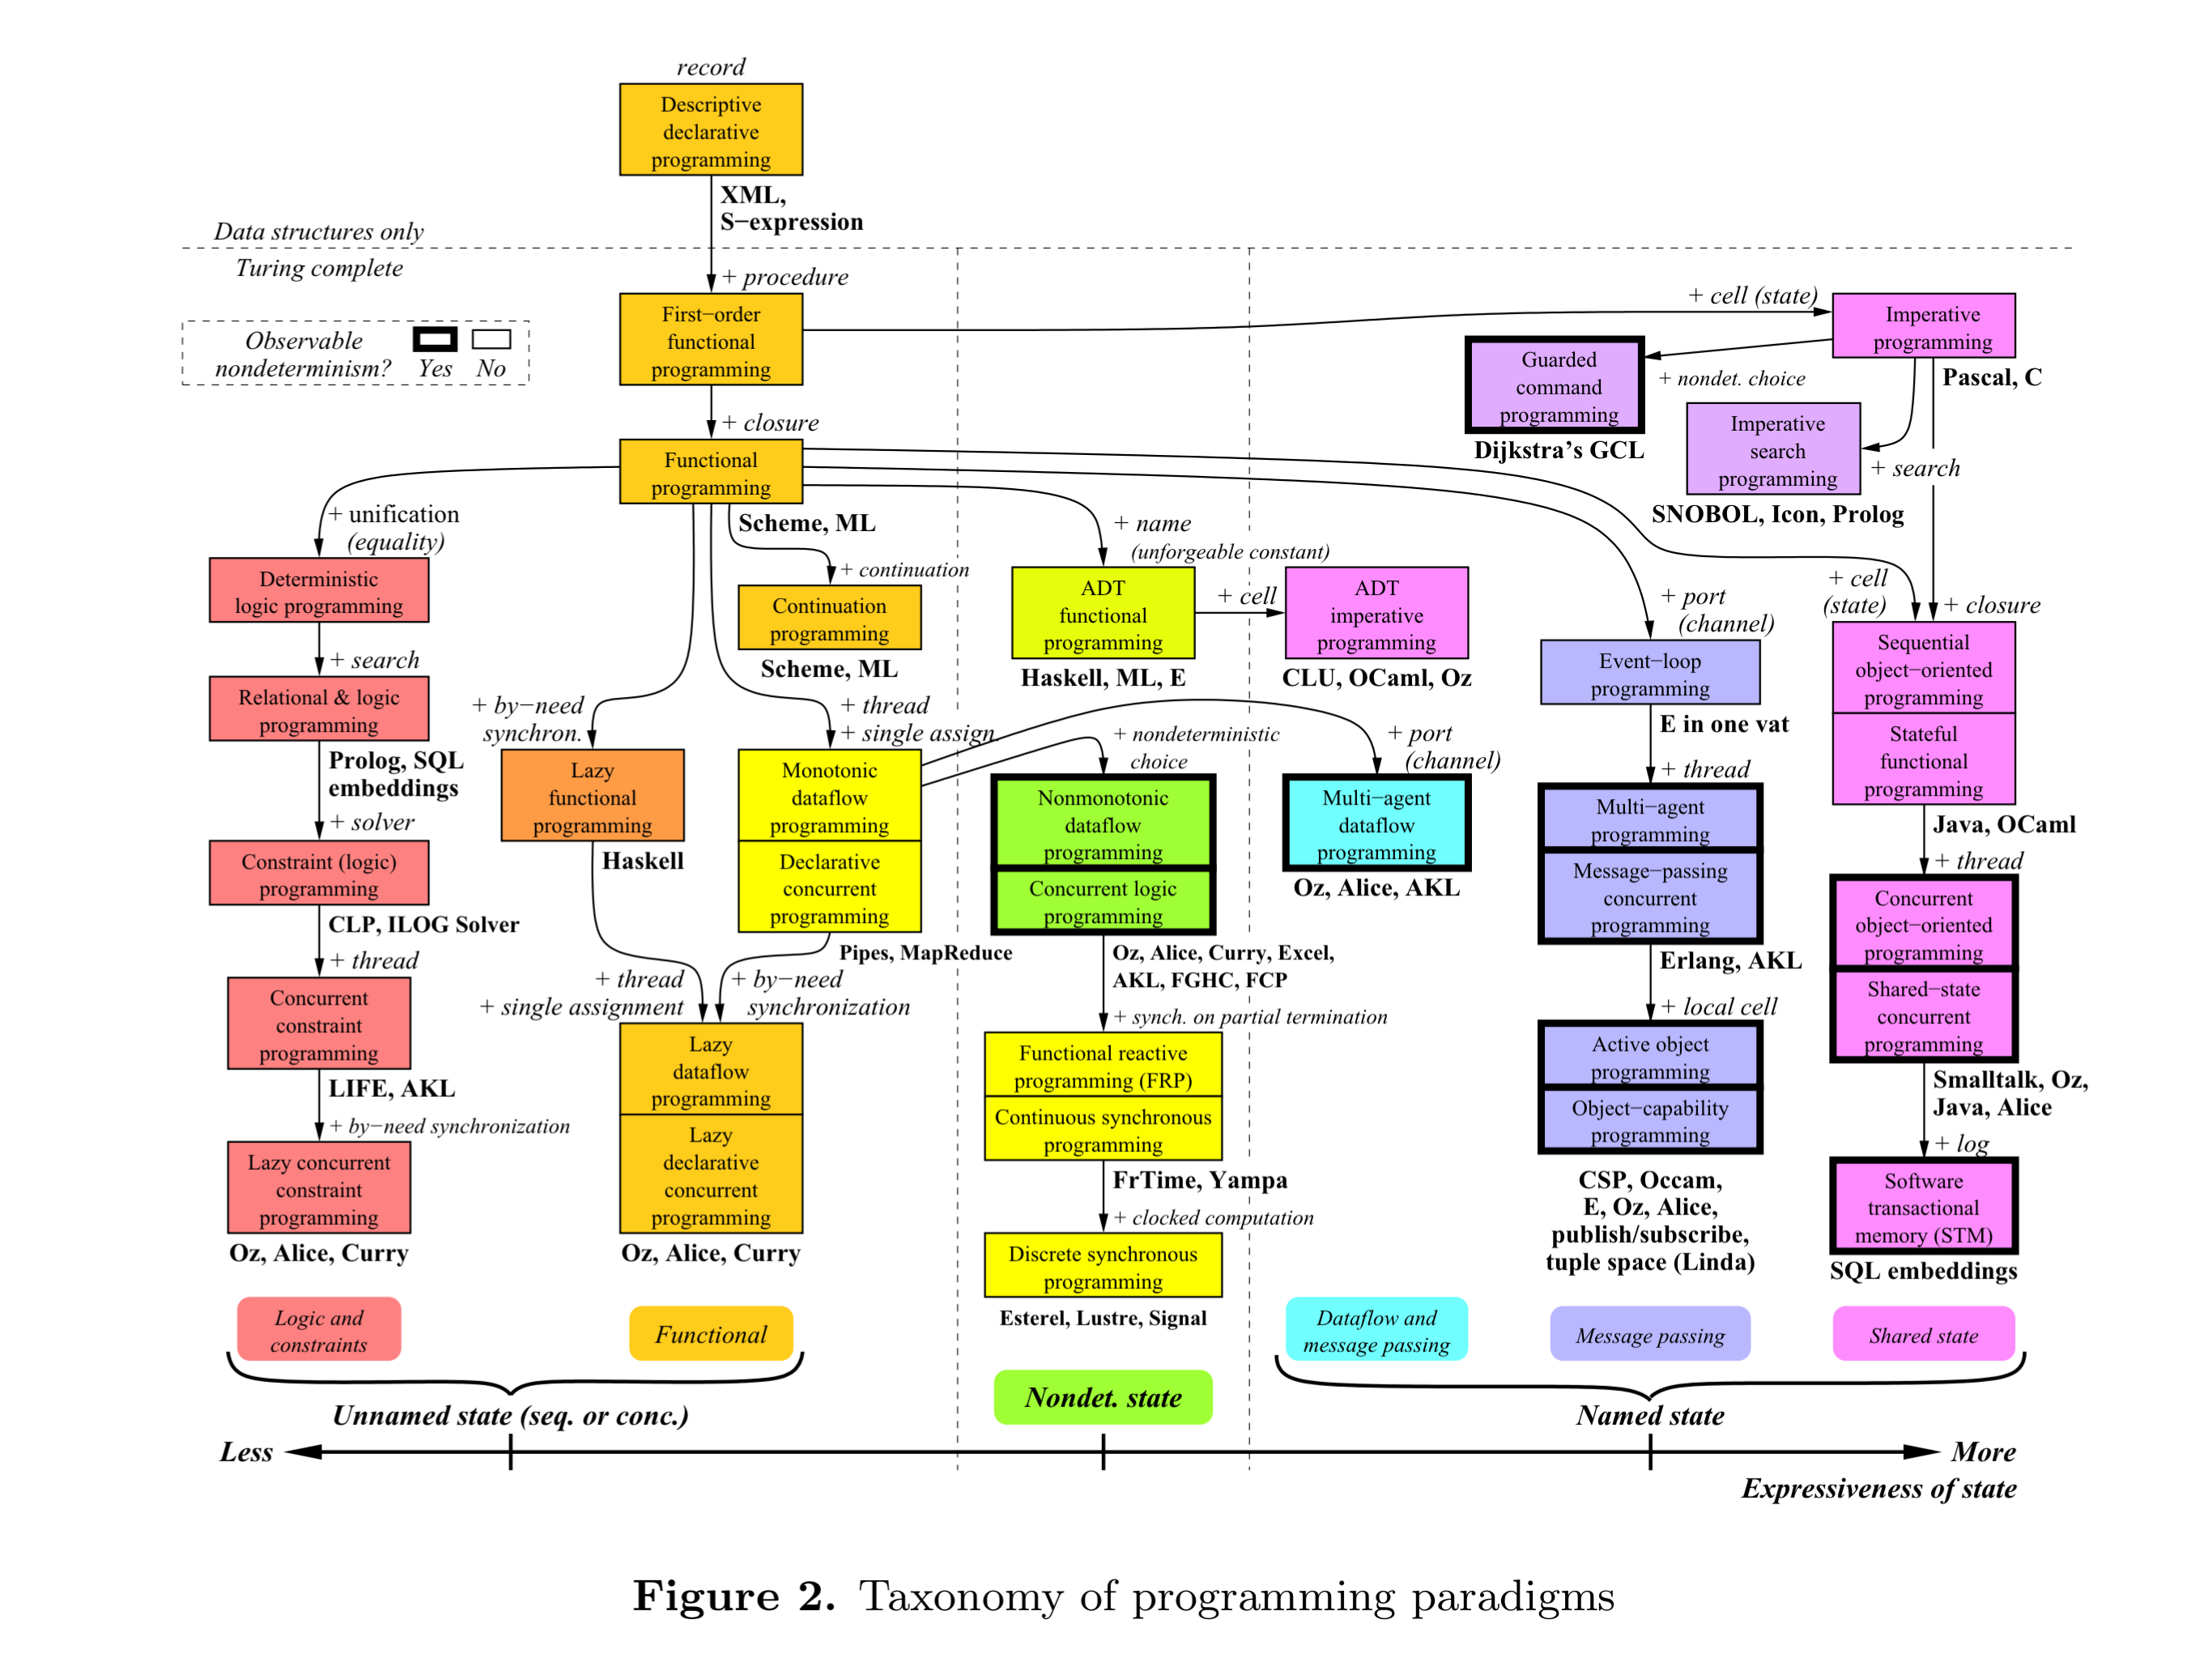 record
Descriptive
declarative
programming
XML,
S−expression
Data structures only
Turing complete
+ procedure
Observable
nondeterminism?
Yes
No
First−order
functional
programming
+ cell (state)
Imperative
programming
Pascal, C
Guarded
command
programming
+ nondet. choice
Dijkstra's GCL
Imperative
search
programming
+ search
SNOBOL, Icon, Prolog
+ closure
Functional
programming
Scheme, ML
+ unification
(equality)
Deterministic
logic programming
+ search
Relational & logic
programming
Prolog, SQL
embeddings
+ solver
Constraint (logic)
programming
CLP, ILOG Solver
+ thread
Concurrent
constraint
programming
LIFE, AKL
+ by−need synchronization
Lazy concurrent
constraint
programming
Oz, Alice, Curry
+ continuation
Continuation
programming
Scheme, ML
+ by−need
synchron.
Lazy
functional
programming
Haskell
+ thread
+ single assign.
Monotonic
dataflow
programming
Declarative
concurrent
programming
Pipes, MapReduce
+ thread
+ single assignment
+ by−need
synchronization
Lazy
dataflow
programming
Lazy
declarative
concurrent
programming
Oz, Alice, Curry
+ name
(unforgeable constant)
ADT
functional
programming
Haskell, ML, E
+ cell
ADT
imperative
programming
CLU, OCaml, Oz
+ nondeterministic
choice
Nonmonotonic
dataflow
programming
Concurrent logic
programming
Oz, Alice, Curry, Excel,
AKL, FGHC, FCP
+ synch. on partial termination
Functional reactive
programming (FRP)
Continuous synchronous
programming
FrTime, Yampa
+ clocked computation
Discrete synchronous
programming
Esterel, Lustre, Signal
+ port
(channel)
Multi−agent
dataflow
programming
Oz, Alice, AKL
+ port
(channel)
Event−loop
programming
E in one vat
+ thread
Multi−agent
programming
Message−passing
concurrent
programming
Erlang, AKL
+ local cell
Active object
programming
Object−capability
programming
CSP, Occam,
E, Oz, Alice,
publish/subscribe,
tuple space (Linda)
+ cell
(state)
+ closure
Sequential
object−oriented
programming
Stateful
functional
programming
Java, OCaml
+ thread
Concurrent
object−oriented
programming
Shared−state
concurrent
programming
Smalltalk, Oz,
Java, Alice
+ log
Software
transactional
memory (STM)
SQL embeddings
Logic and
constraints
Functional
Dataflow and
message passing
Message passing
Shared state
Unnamed state (seq. or conc.)
Nondet. state
Named state
Less
More
Expressiveness of state
Figure 2. Taxonomy of programming paradigms